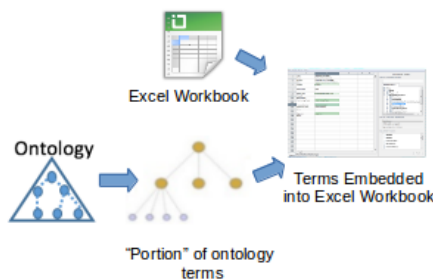 Excel Workbook
Ontology
Terms Embedded
into Excel Workbook
"Portion" of ontology
terms